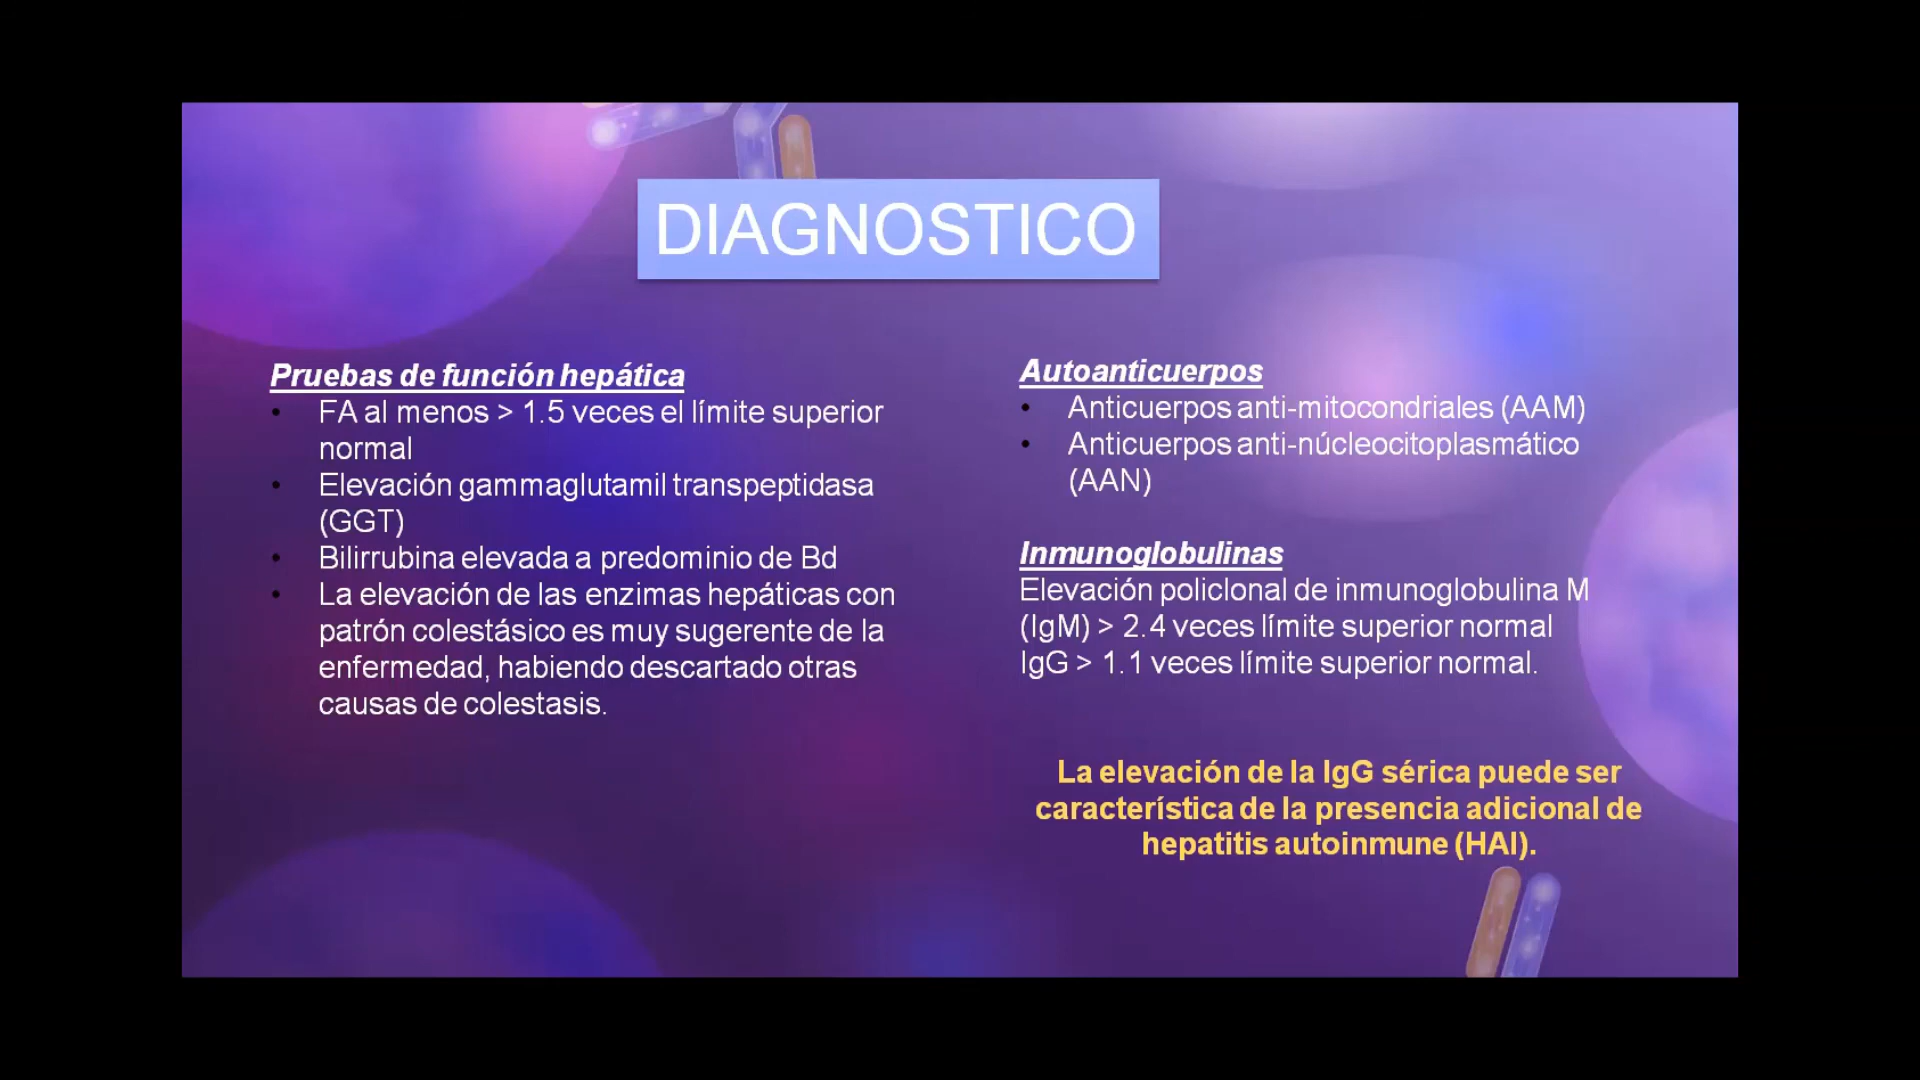 DIAGNOSTICO
Pruebas de función hepática
• FA al menos > 1.5 veces el límite superior
normal
• Elevación gammaglutamil transpeptidasa
(GGT)
• Bilirrubina elevada a predominio de Bd
• La elevación de las enzimas hepáticas con
patrón colestásico es muy sugerente de la
enfermedad, habiendo descartado otras
causas de colestasis.
Autoanticuerpos
• Anticuerpos anti-mitocondriales (AAM)
• Anticuerpos anti-núcleocitoplasmático
(AAN)
Inmunoglobulinas
Elevación policlonal de inmunoglobulina M
(IgM) > 2.4 veces límite superior normal
IgG > 1.1 veces límite superior normal.
La elevación de la IgG sérica puede ser
característica de la presencia adicional de
hepatitis autoinmune (HAI).